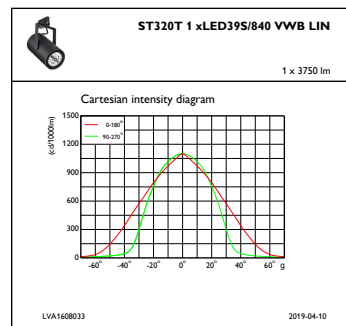 ST320T 1 xLED39S/840 VWB LIN
1 x 3750 lm
Cartesian intensity diagram
(cd/1000lm)
1500
1200
900
600
300
0
0-180°
90-270°
-60° -40° -20° 0° 20° 40° 60° g
LVA1608033 2019-04-10